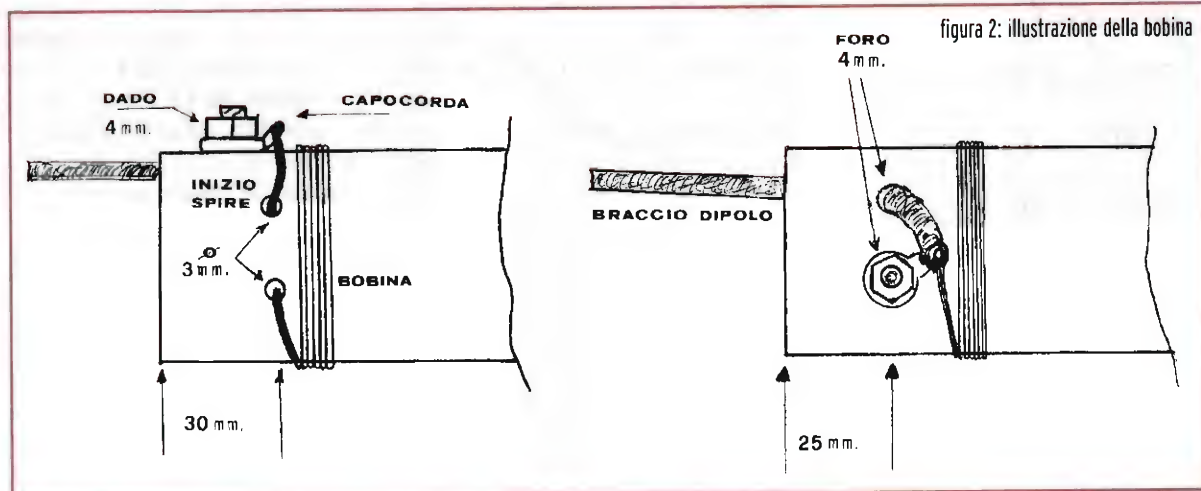 figura 2: illustrazione della bobina
DADO
4 mm.
CAPOCORDA
INIZIO
SPIRE
ø
3 mm.
BOBINA
30 mm.
FORO
4 mm.
BRACCIO DIPOLO
25 mm.